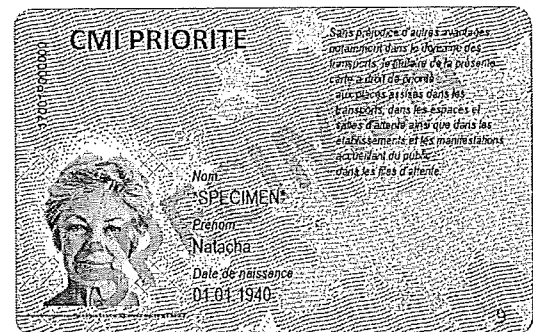 CMI PRIORITE
Sans préjudice d'autres avantages
notamment dans le domaine des
transports, le titulaire de la présente
carte a droit de priorité
aux places assises dans les
transports, dans les espaces et
salles d'attente ainsi que dans les
établissements et les manifestations
accueillant du public
dans les files d'attente
Nom
*SPECIMEN*
Prénom
Natacha
Date de naissance
01.01.1940
9